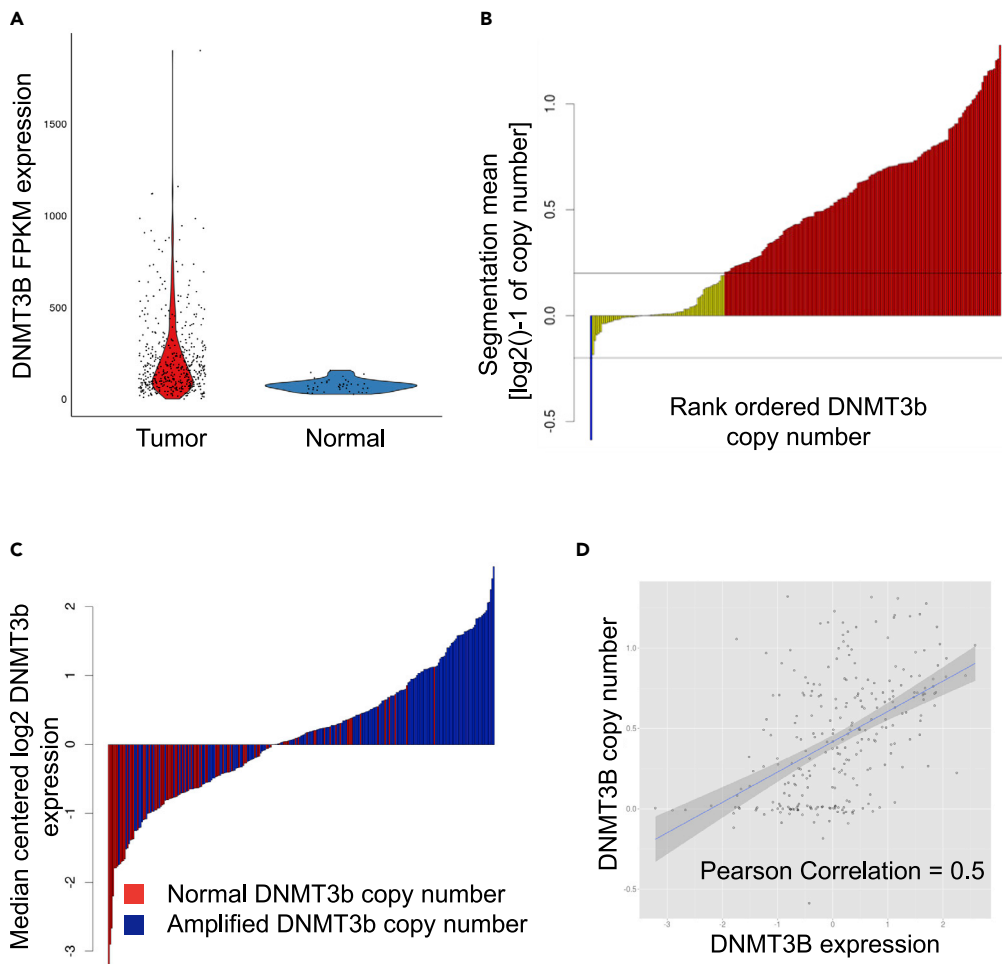 A
DNMT3B FPKM expression
1500
1000
500
0
Tumor
Normal
B
Segmentation mean
[log2()-1 of copy number]
1.0
0.5
0.0
-0.5
Rank ordered DNMT3b
copy number
C
Median centered log2 DNMT3b
expression
2
1
0
-1
-2
-3
Normal DNMT3b copy number
Amplified DNMT3b copy number
D
DNMT3B copy number
1.0
0.5
0.0
-0.5
Pearson Correlation = 0.5
-3
-2
-1
0
1
2
DNMT3B expression